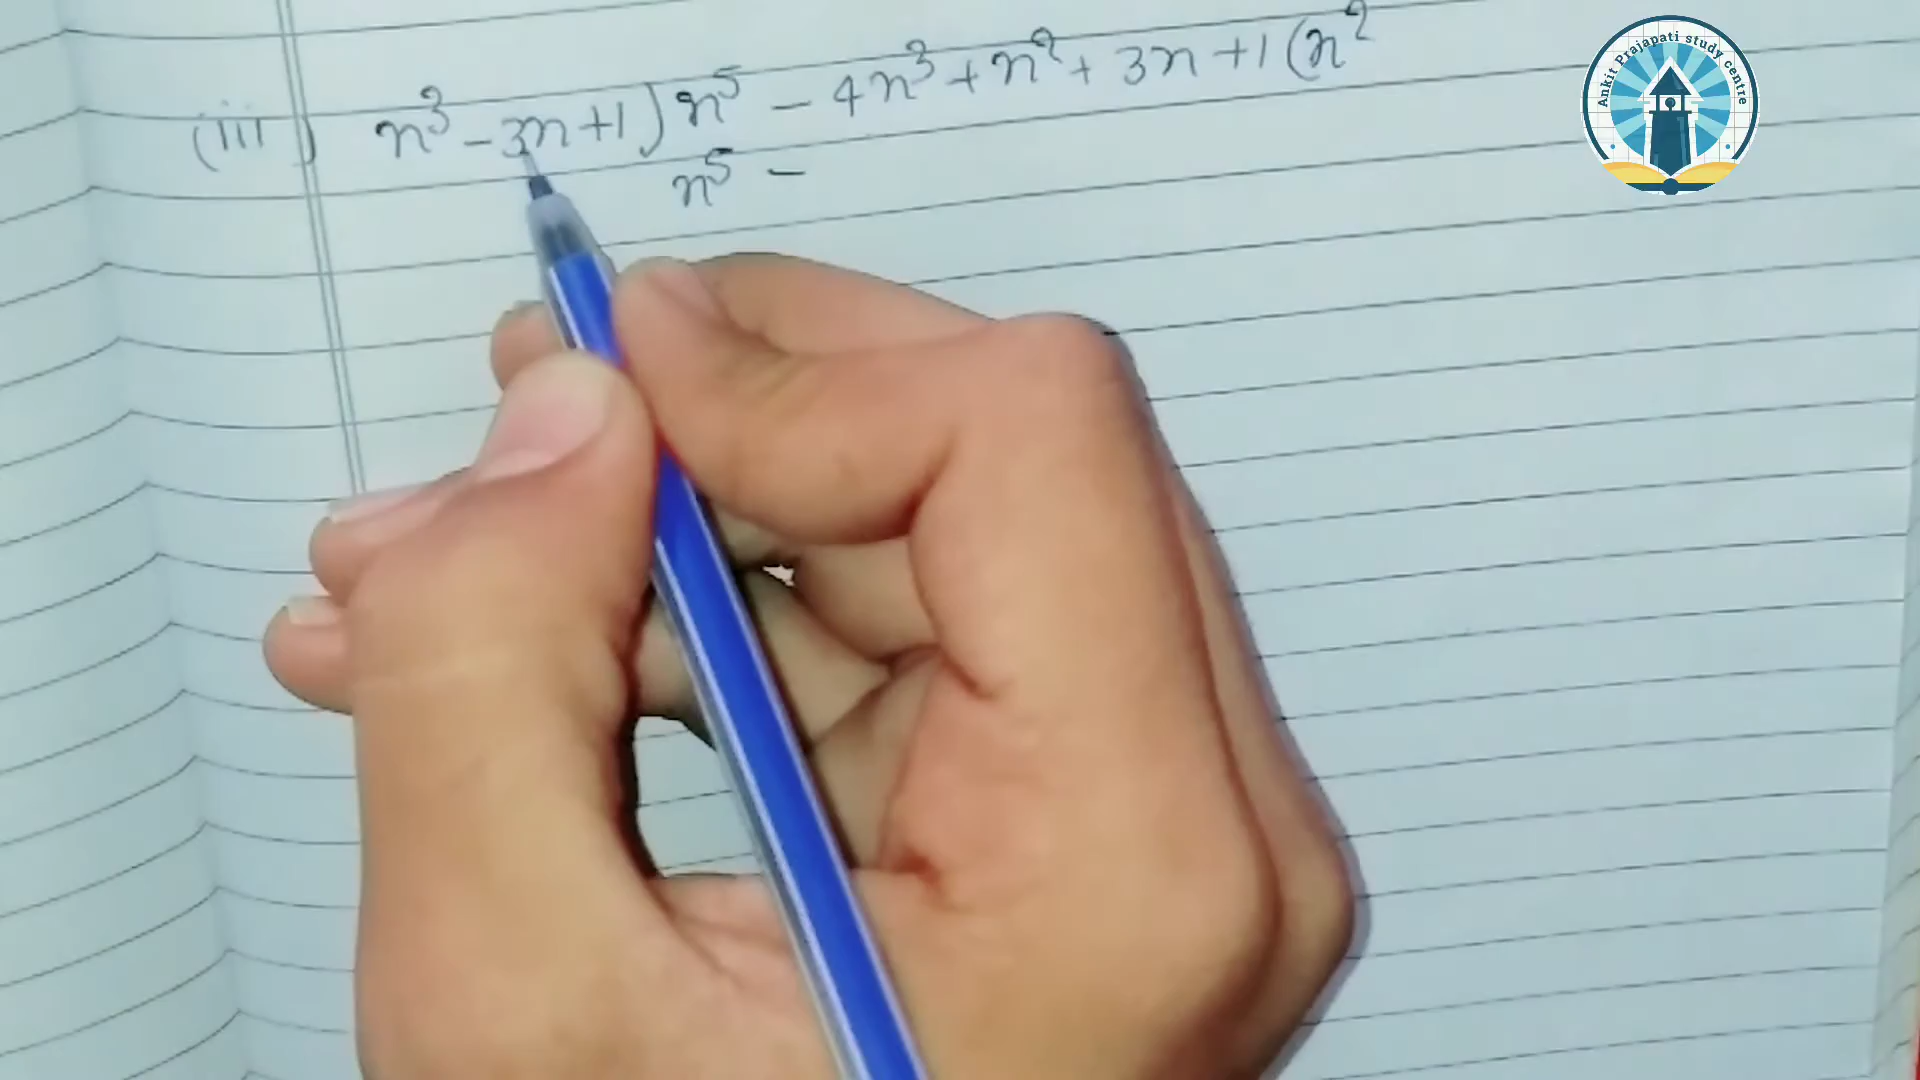 (iii) x³ - 3x + 1 ) x⁵ - 4x³ + x² + 3x + 1 ( x²
x⁵ -
Ankit Prajapati study centre